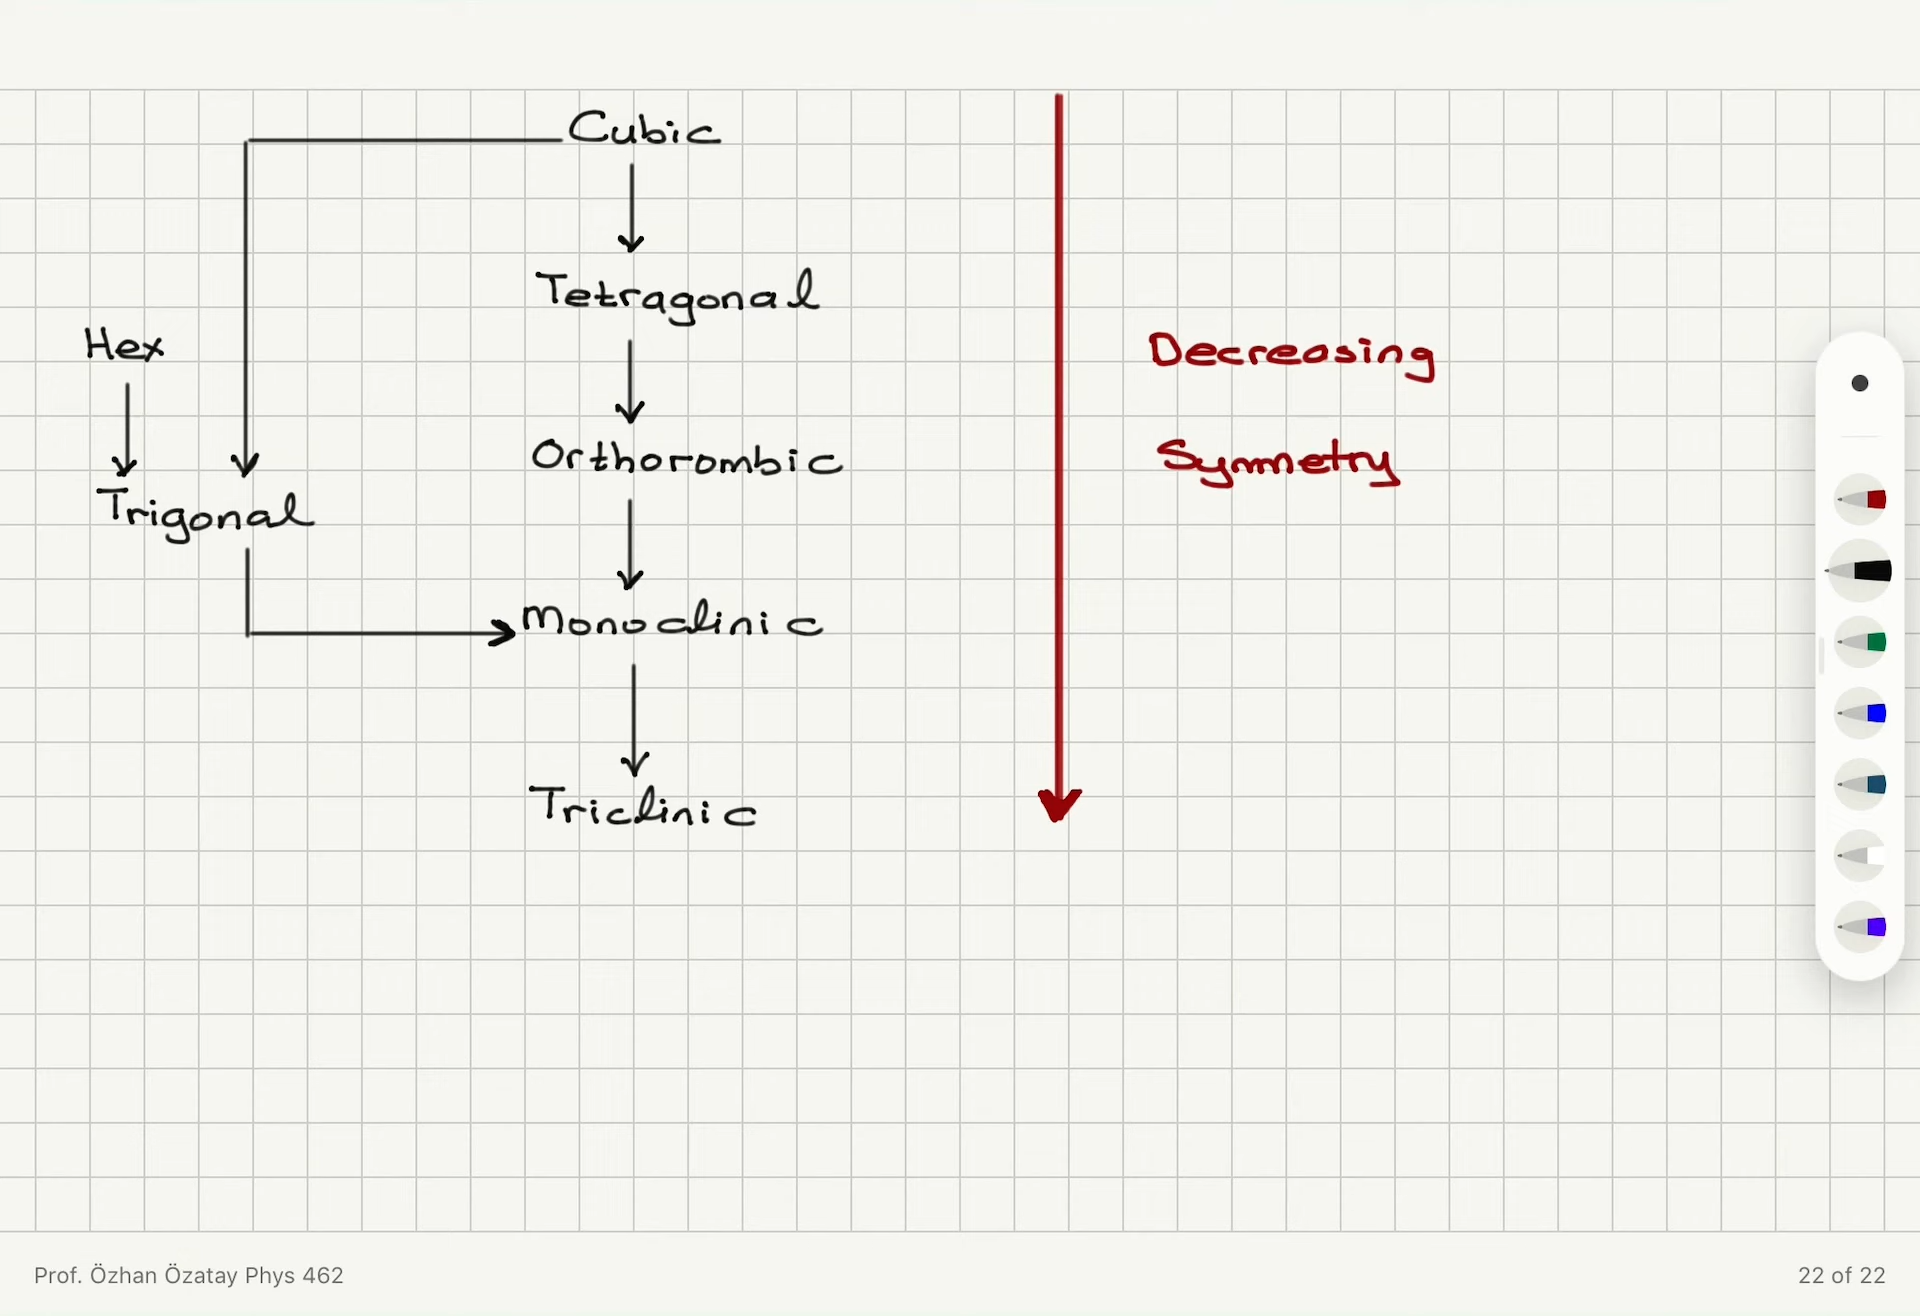 Cubic
Tetragonal
Hex
Decreasing
Orthorombic
Symmetry
Trigonal
Monoclinic
Triclinic
Prof. Özhan Özatay Phys 462
22 of 22